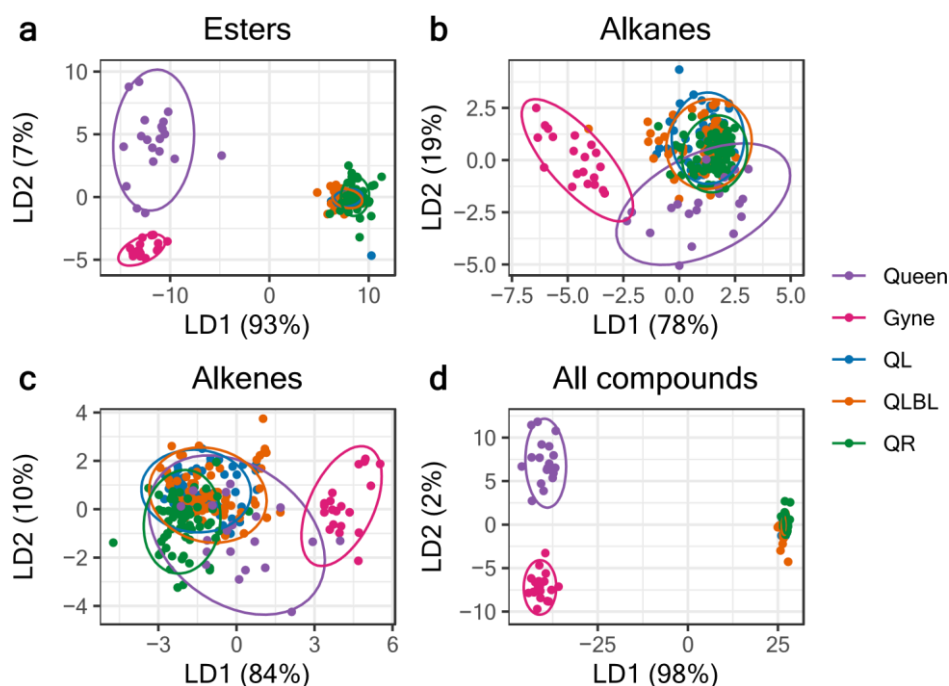 a Esters
10
5
0
−5
−10 0 10
LD2 (7%)
LD1 (93%)
b Alkanes
2.5
0.0
−2.5
−5.0
−7.5 −5.0 −2.5 0.0 2.5 5.0
LD2 (19%)
LD1 (78%)
Queen
Gyne
QL
QLBL
QR
c Alkenes
4
2
0
−2
−4
−3 0 3 6
LD2 (10%)
LD1 (84%)
d All compounds
10
5
0
−5
−10
−25 0 25
LD2 (2%)
LD1 (98%)